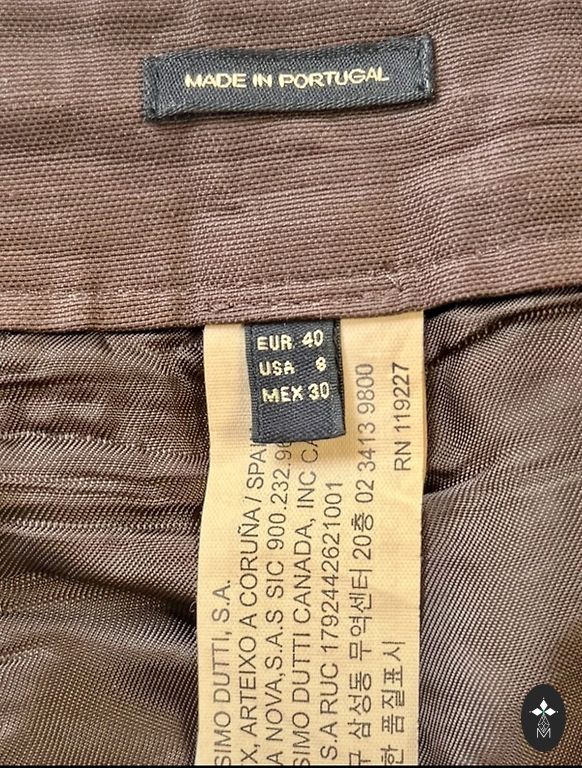 MADE IN PORTUGAL
EUR 40
USA 8
MEX 30
SIMO DUTTI, S.A.
X, ARTEIXO A CORUÑA / SPA
A NOVA,S.A.S SIC 900.232.9
SIMO DUTTI CANADA, INC CA
S.A RUC 1792442621001
구 삼성동 무역센터 20층 02 3413 9800
한 품질표시
RN 119227
M